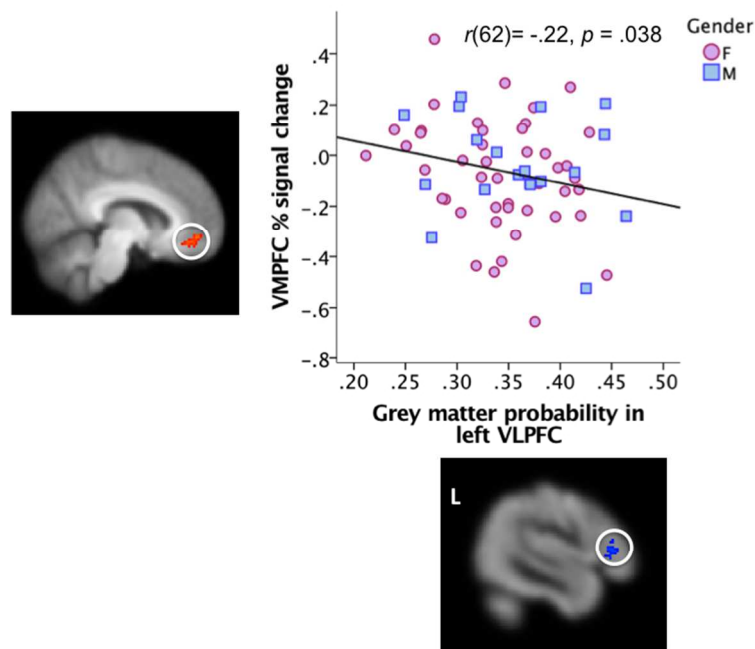 r(62)= -.22, p = .038
Gender
F
M
VMPFC % signal change
.4
.2
.0
-.2
-.4
-.6
-.8
.20 .25 .30 .35 .40 .45 .50
Grey matter probability in
left VLPFC
L